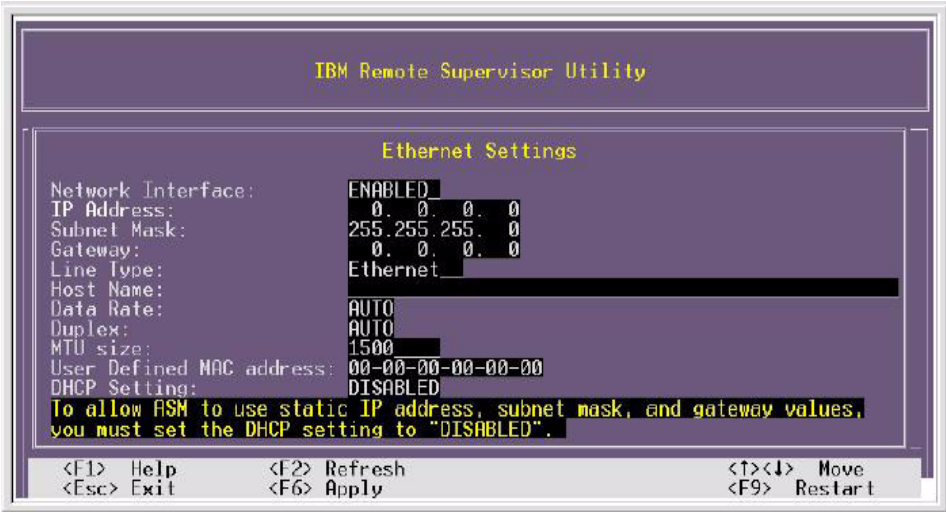 IBM Remote Supervisor Utility
Ethernet Settings
Network Interface: ENABLED_
IP Address: 0. 0. 0. 0
Subnet Mask: 255.255.255. 0
Gateway: 0. 0. 0. 0
Line Type: Ethernet__
Host Name:
Data Rate: AUTO
Duplex: AUTO
MTU size: 1500____
User Defined MAC address: 00-00-00-00-00-00
DHCP Setting: DISABLED
To allow ASM to use static IP address, subnet mask, and gateway values,
you must set the DHCP setting to "DISABLED".
<F1> Help <F2> Refresh <↑><↓> Move
<Esc> Exit <F6> Apply <F9> Restart